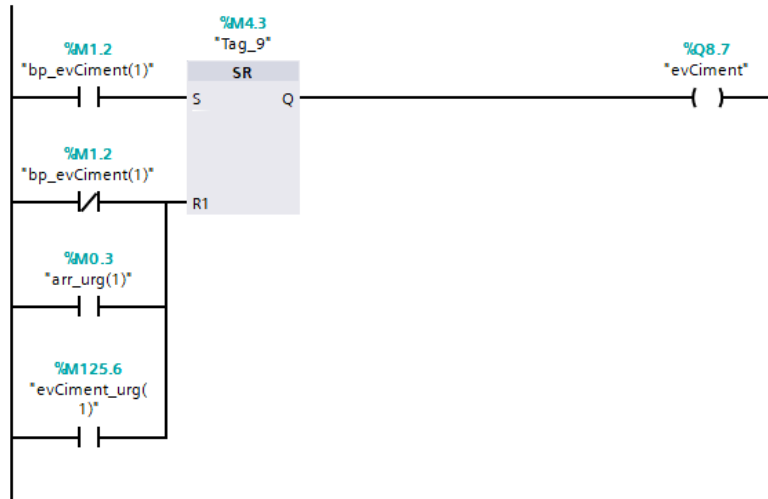 %M4.3
"Tag_9"
%M1.2
"bp_evCiment(1)"
SR
%Q8.7
"evCiment"
S
Q
%M1.2
"bp_evCiment(1)"
R1
%M0.3
"arr_urg(1)"
%M125.6
"evCiment_urg(
1)"